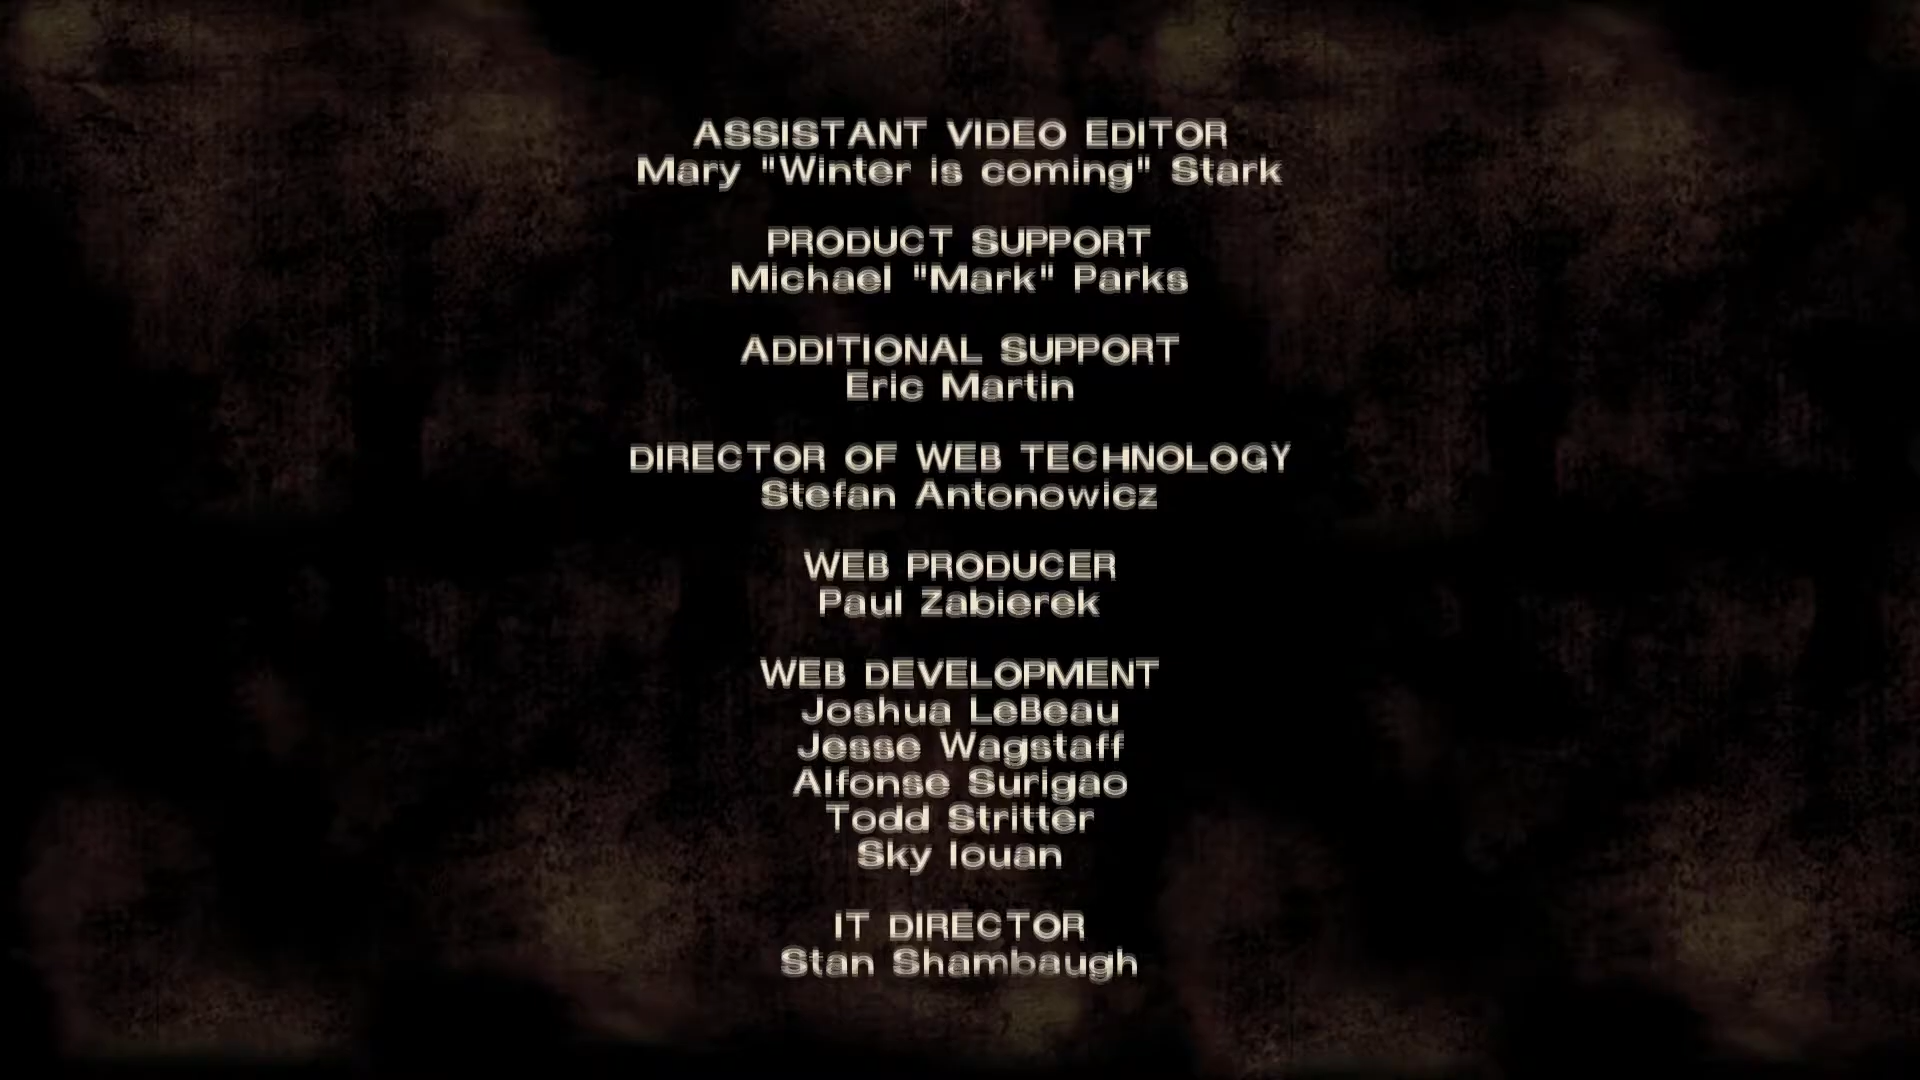 ASSISTANT VIDEO EDITOR
Mary "Winter is coming" Stark
PRODUCT SUPPORT
Michael "Mark" Parks
ADDITIONAL SUPPORT
Eric Martin
DIRECTOR OF WEB TECHNOLOGY
Stefan Antonowicz
WEB PRODUCER
Paul Zabierek
WEB DEVELOPMENT
Joshua LeBeau
Jesse Wagstaff
Alfonse Surigao
Todd Stritter
Sky Iouan
IT DIRECTOR
Stan Shambaugh